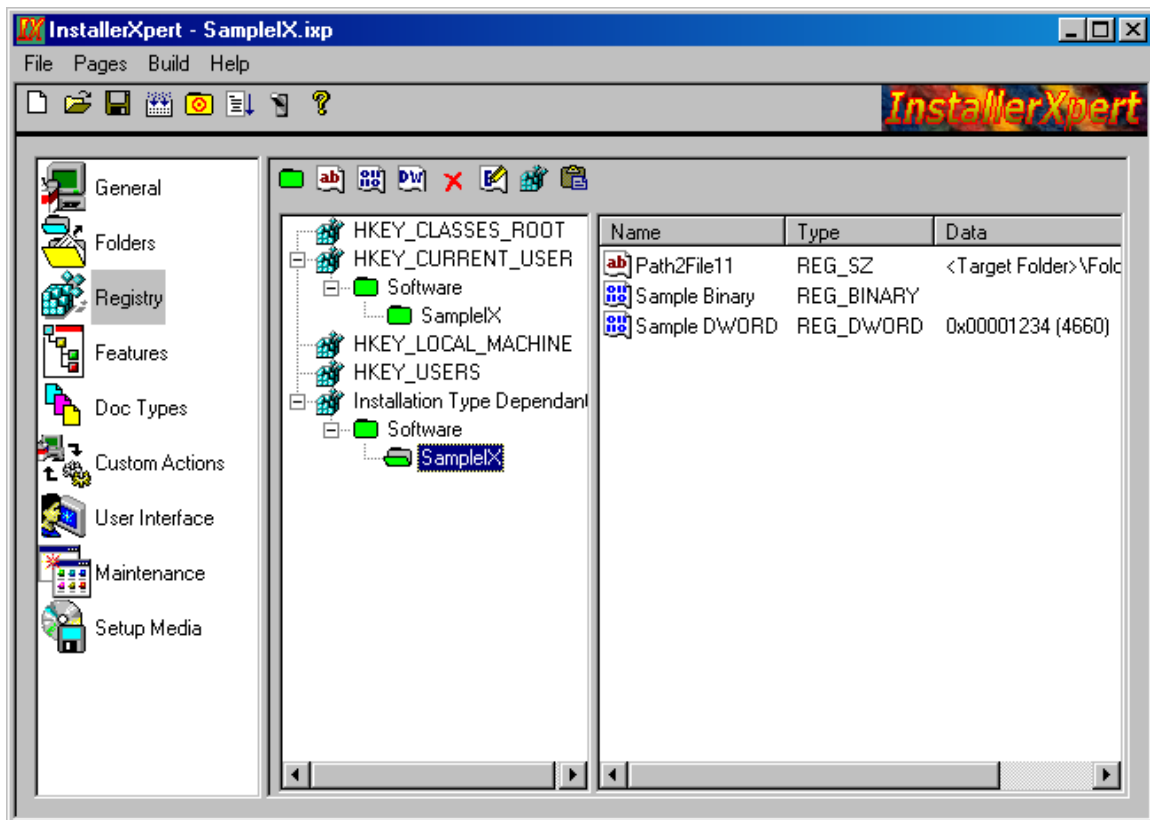 InstallerXpert - SampleIX.ixp
File Pages Build Help
InstallerXpert
General
Folders
Registry
Features
Doc Types
Custom Actions
User Interface
Maintenance
Setup Media
HKEY_CLASSES_ROOT
HKEY_CURRENT_USER
Software
SampleIX
HKEY_LOCAL_MACHINE
HKEY_USERS
Installation Type Dependant
Software
SampleIX
Name Type Data
Path2File11 REG_SZ <Target Folder>\Folc
Sample Binary REG_BINARY
Sample DWORD REG_DWORD 0x00001234 (4660)